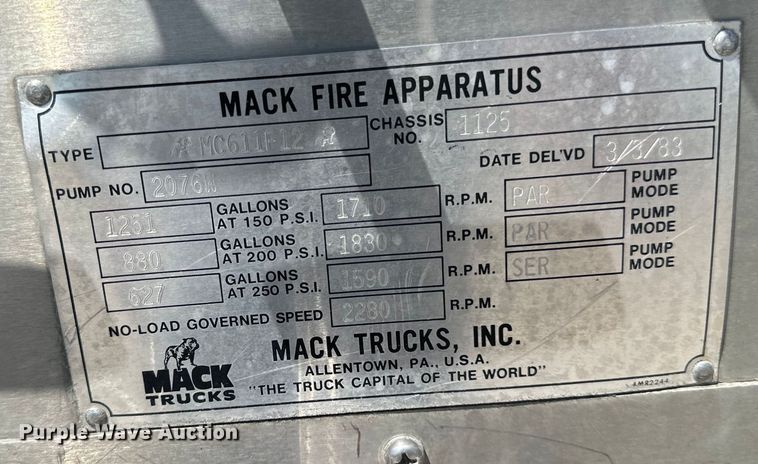 MACK FIRE APPARATUS
TYPE MC611F12 CHASSIS NO. 1125
DATE DEL'VD 3/3/83
PUMP NO. 2076W
1251 GALLONS AT 150 P.S.I. 1710 R.P.M. PAR PUMP MODE
880 GALLONS AT 200 P.S.I. 1830 R.P.M. PAR PUMP MODE
627 GALLONS AT 250 P.S.I. 1590 R.P.M. SER PUMP MODE
NO-LOAD GOVERNED SPEED 2280 R.P.M.
MACK TRUCKS, INC.
ALLENTOWN, PA., U.S.A.
"THE TRUCK CAPITAL OF THE WORLD"
MACK
TRUCKS
4MR2244
Purple Wave Auction